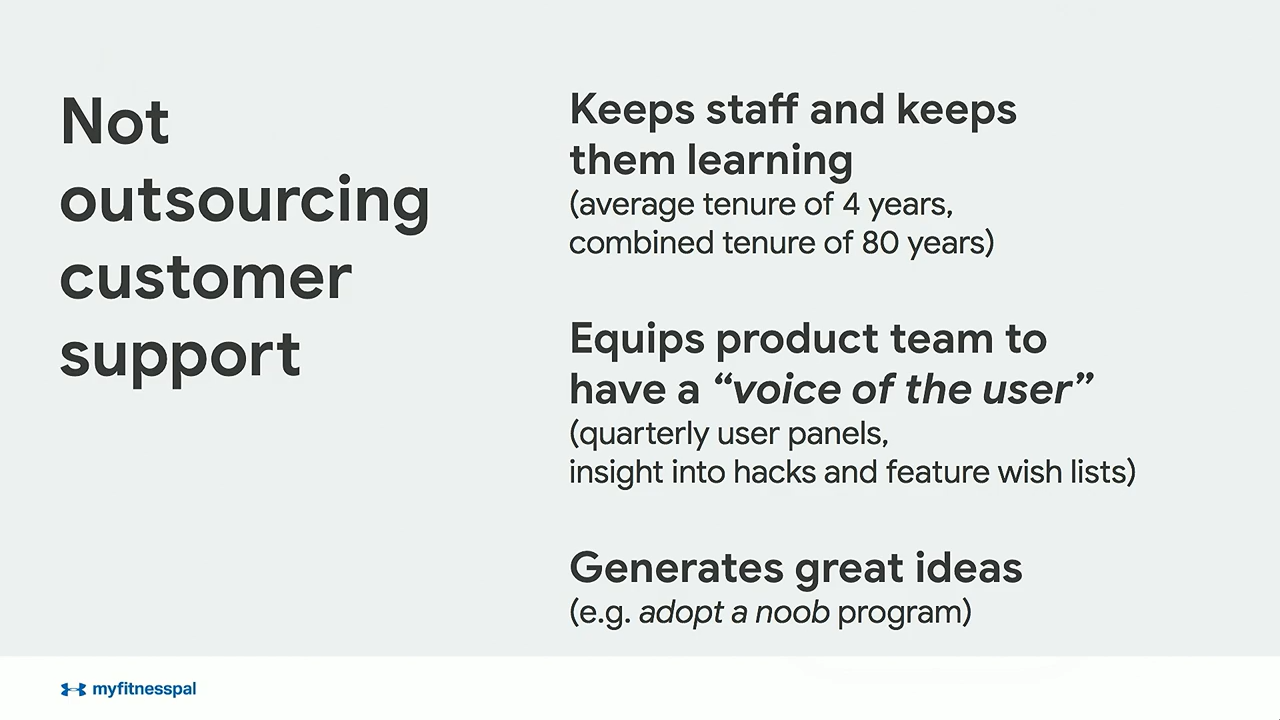 Not
outsourcing
customer
support
Keeps staff and keeps
them learning
(average tenure of 4 years,
combined tenure of 80 years)
Equips product team to
have a “voice of the user”
(quarterly user panels,
insight into hacks and feature wish lists)
Generates great ideas
(e.g. adopt a noob program)
myfitnesspal